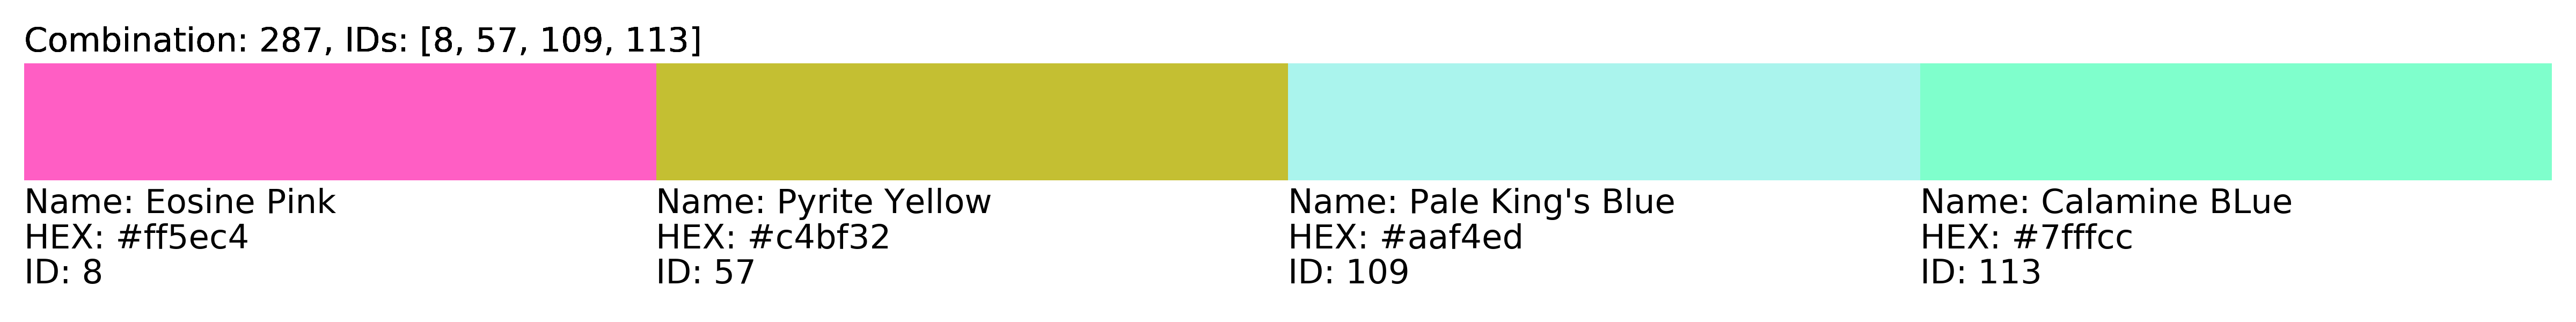 Combination: 287, IDs: [8, 57, 109, 113]
Name: Eosine Pink
HEX: #ff5ec4
ID: 8
Name: Pyrite Yellow
HEX: #c4bf32
ID: 57
Name: Pale King's Blue
HEX: #aaf4ed
ID: 109
Name: Calamine BLue
HEX: #7fffcc
ID: 113